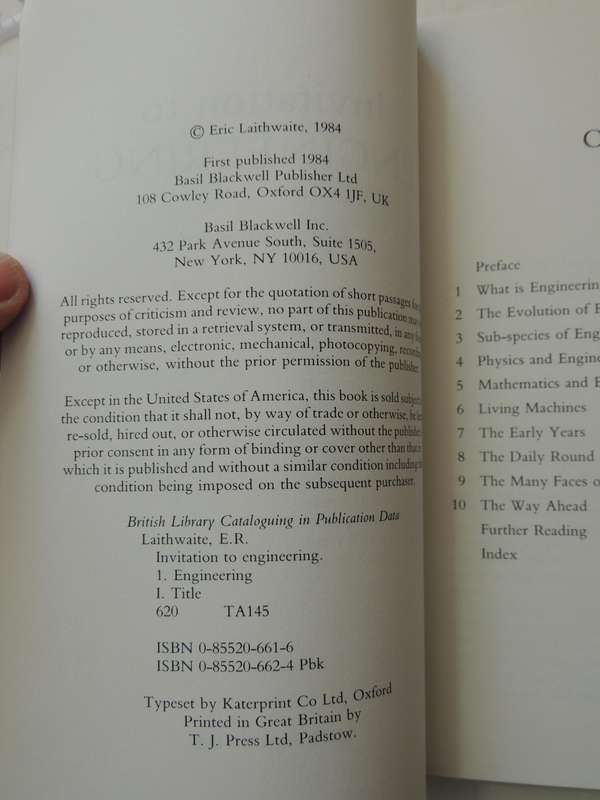 © Eric Laithwaite, 1984
First published 1984
Basil Blackwell Publisher Ltd
108 Cowley Road, Oxford OX4 1JF, UK
Basil Blackwell Inc.
432 Park Avenue South, Suite 1505,
New York, NY 10016, USA
All rights reserved. Except for the quotation of short passages for
purposes of criticism and review, no part of this publication may
reproduced, stored in a retrieval system, or transmitted, in any
or by any means, electronic, mechanical, photocopying,
or otherwise, without the prior permission of the publisher
Except in the United States of America, this book is sold
the condition that it shall not, by way of trade or otherwise, be
re-sold, hired out, or otherwise circulated without the
prior consent in any form of binding or cover other than that
which it is published and without a similar condition including
condition being imposed on the subsequent purchaser.
British Library Cataloguing in Publication Data
Laithwaite, E.R.
Invitation to engineering.
1. Engineering
I. Title
620 TA145
ISBN 0-85520-661-6
ISBN 0-85520-662-4 Pbk
Typeset by Katerprint Co Ltd, Oxford
Printed in Great Britain by
T. J. Press Ltd, Padstow.
Preface
1 What is Engineerin
2 The Evolution of E
3 Sub-species of Eng
4 Physics and Engine
5 Mathematics and E
6 Living Machines
7 The Early Years
8 The Daily Round
9 The Many Faces o
10 The Way Ahead
Further Reading
Index